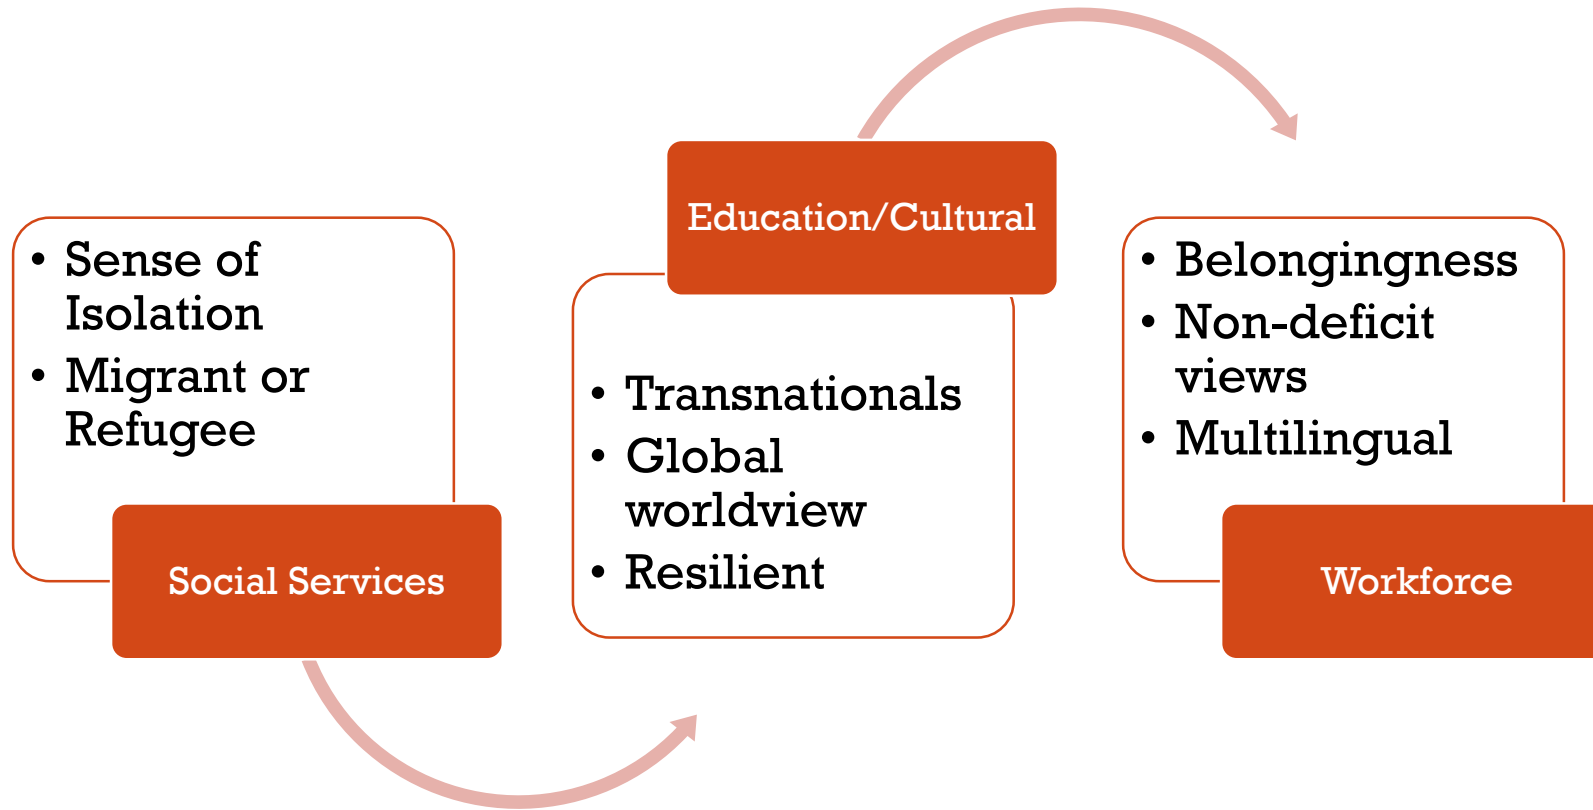 • Sense of
Isolation
• Migrant or
Refugee
Social Services
Education/Cultural
• Transnationals
• Global
worldview
• Resilient
• Belongingness
• Non-deficit
views
• Multilingual
Workforce